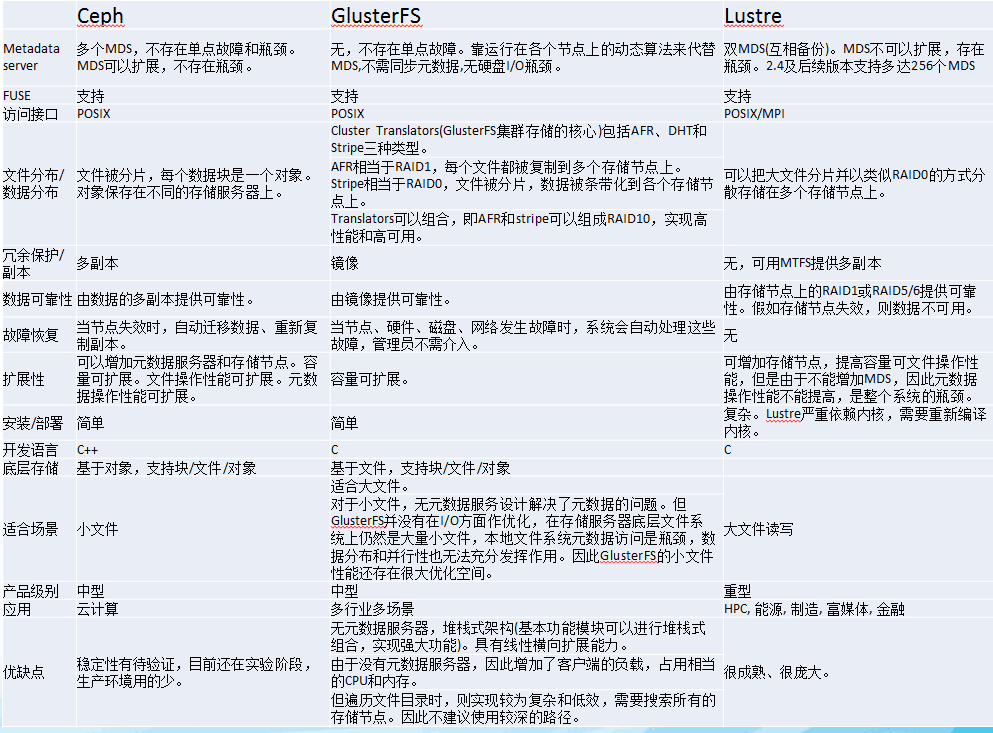 Ceph
GlusterFS
Lustre
Metadata
server
多个MDS，不存在单点故障和瓶颈。
MDS可以扩展，不存在瓶颈。
无，不存在单点故障。靠运行在各个节点上的动态算法来代替
MDS,不需同步元数据,无硬盘I/O瓶颈。
双MDS(互相备份)。MDS不可以扩展，存在
瓶颈。2.4及后续版本支持多达256个MDS
FUSE
支持
支持
支持
访问接口
POSIX
POSIX
POSIX/MPI
文件分布/
数据分布
文件被分片，每个数据块是一个对象。
对象保存在不同的存储服务器上。
Cluster Translators(GlusterFS集群存储的核心)包括AFR、DHT和
Stripe三种类型。
AFR相当于RAID1，每个文件都被复制到多个存储节点上。
Stripe相当于RAID0，文件被分片，数据被条带化到各个存储节
点上。
Translators可以组合，即AFR和stripe可以组成RAID10，实现高
性能和高可用。
可以把大文件分片并以类似RAID0的方式分
散存储在多个存储节点上。
冗余保护/
副本
多副本
镜像
无，可用MTFS提供多副本
数据可靠性
由数据的多副本提供可靠性。
由镜像提供可靠性。
由存储节点上的RAID1或RAID5/6提供可靠
性。假如存储节点失效，则数据不可用。
故障恢复
当节点失效时，自动迁移数据、重新复
制副本。
当节点、硬件、磁盘、网络发生故障时，系统会自动处理这些
故障，管理员不需介入。
无
扩展性
可以增加元数据服务器和存储节点。容
量可扩展。文件操作性能可扩展。元数
据操作性能可扩展。
容量可扩展。
可增加存储节点，提高容量可文件操作性
能，但是由于不能增加MDS，因此元数据
操作性能不能提高，是整个系统的瓶颈。
安装/部署
简单
简单
复杂。Lustre严重依赖内核，需要重新编译
内核。
开发语言
C++
C
C
底层存储
基于对象，支持块/文件/对象
基于文件，支持块/文件/对象
适合场景
小文件
适合大文件。
对于小文件，无元数据服务设计解决了元数据的问题。但
GlusterFS并没有在I/O方面作优化，在存储服务器底层文件系
统上仍然是大量小文件，本地文件系统元数据访问是瓶颈，数
据分布和并行性也无法充分发挥作用。因此GlusterFS的小文件
性能还存在很大优化空间。
大文件读写
产品级别
中型
中型
重型
应用
云计算
多行业多场景
HPC, 能源, 制造, 富媒体, 金融
优缺点
稳定性有待验证，目前还在实验阶段，
生产环境用的少。
无元数据服务器，堆栈式架构(基本功能模块可以进行堆栈式
组合，实现强大功能)。具有线性横向扩展能力。
由于没有元数据服务器，因此增加了客户端的负载，占用相当
的CPU和内存。
但遍历文件目录时，则实现较为复杂和低效，需要搜索所有的
存储节点。因此不建议使用较深的路径。
很成熟、很庞大。